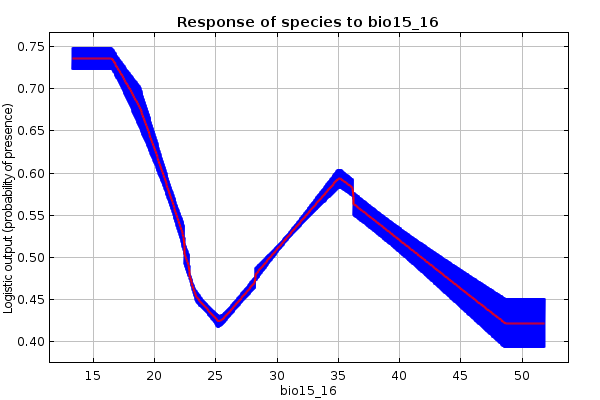 Response of species to bio15_16
Logistic output (probability of presence)
0.75
0.70
0.65
0.60
0.55
0.50
0.45
0.40
15 20 25 30 35 40 45 50
bio15_16